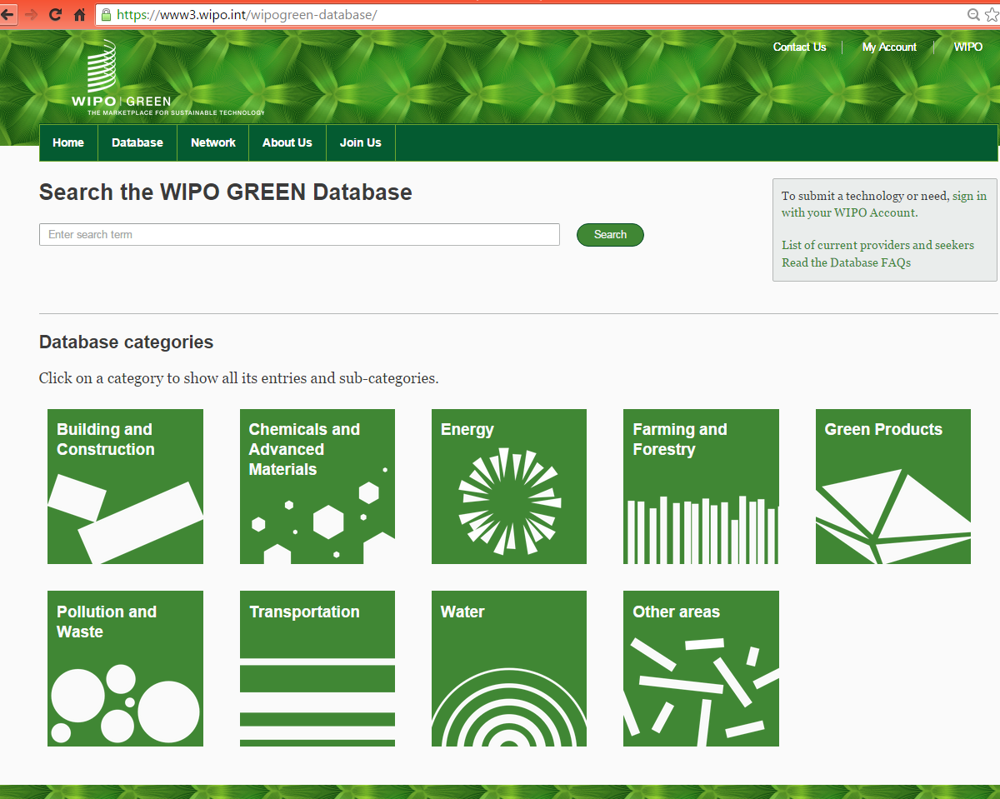 https://www3.wipo.int/wipogreen-database/
Contact Us | My Account | WIPO
WIPO | GREEN
THE MARKETPLACE FOR SUSTAINABLE TECHNOLOGY
Home Database Network About Us Join Us
Search the WIPO GREEN Database
Enter search term Search
To submit a technology or need, sign in
with your WIPO Account.
List of current providers and seekers
Read the Database FAQs
Database categories
Click on a category to show all its entries and sub-categories.
Building and
Construction
Chemicals and
Advanced
Materials
Energy
Farming and
Forestry
Green Products
Pollution and
Waste
Transportation
Water
Other areas